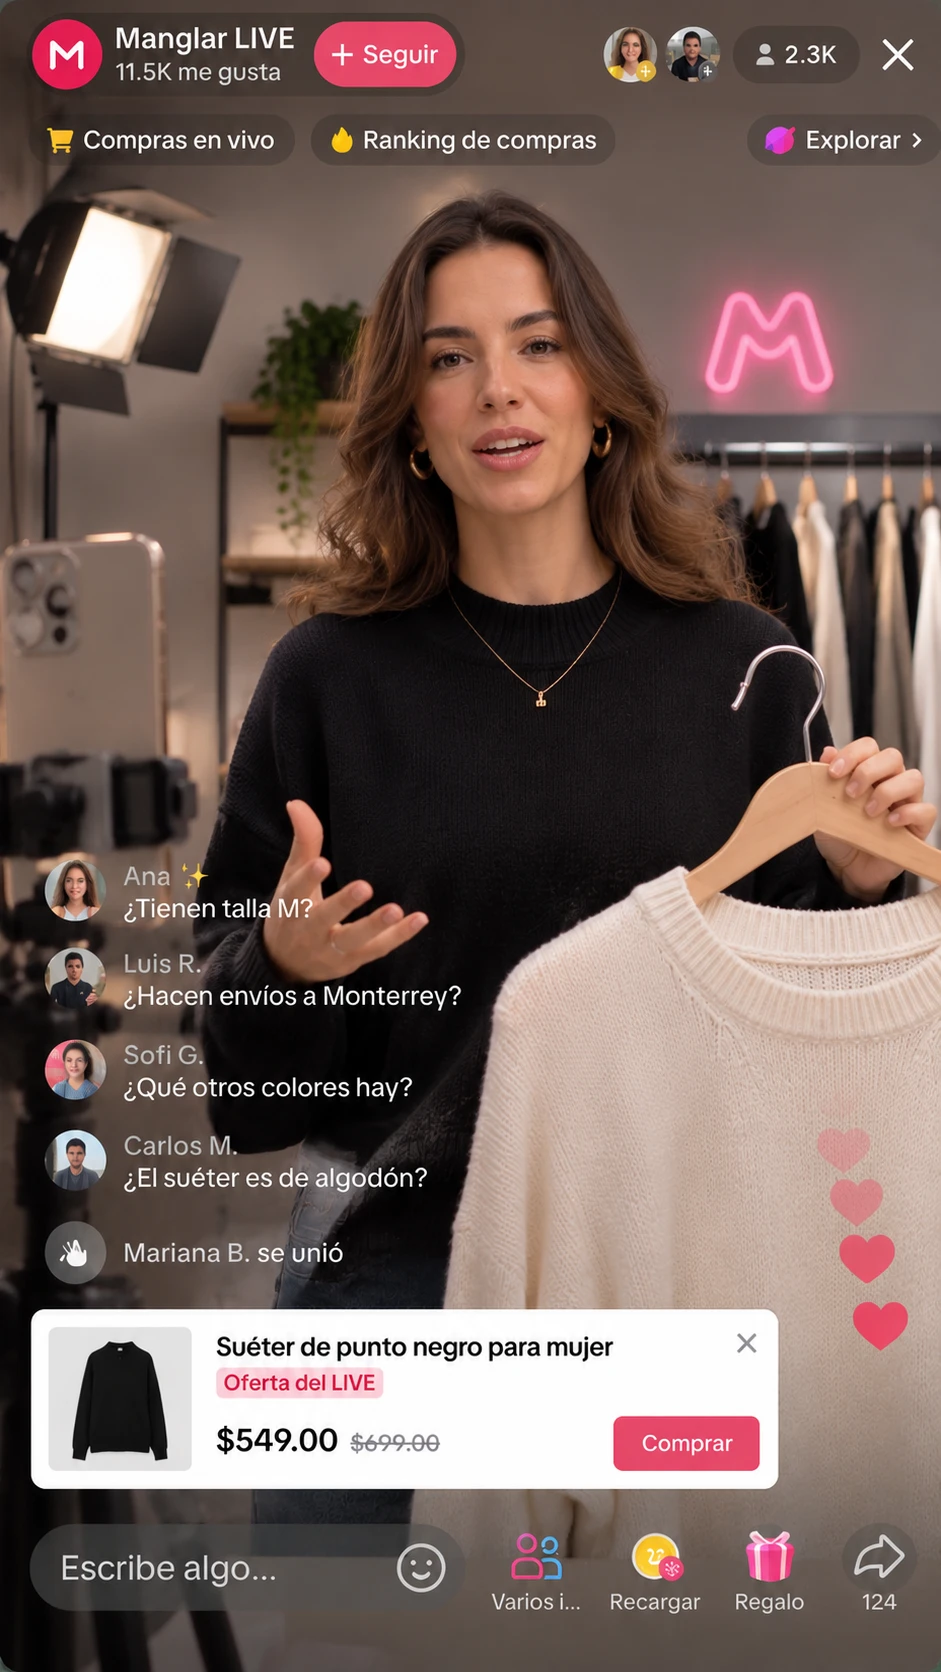 M
Manglar LIVE
11.5K me gusta
+ Seguir
2.3K
Compras en vivo
Ranking de compras
Explorar >
M
Ana ✨
¿Tienen talla M?
Luis R.
¿Hacen envíos a Monterrey?
Sofi G.
¿Qué otros colores hay?
Carlos M.
¿El suéter es de algodón?
Mariana B. se unió
Suéter de punto negro para mujer
Oferta del LIVE
$549.00 $699.00
Comprar
Escribe algo...
Varios i...
Recargar
Regalo
124